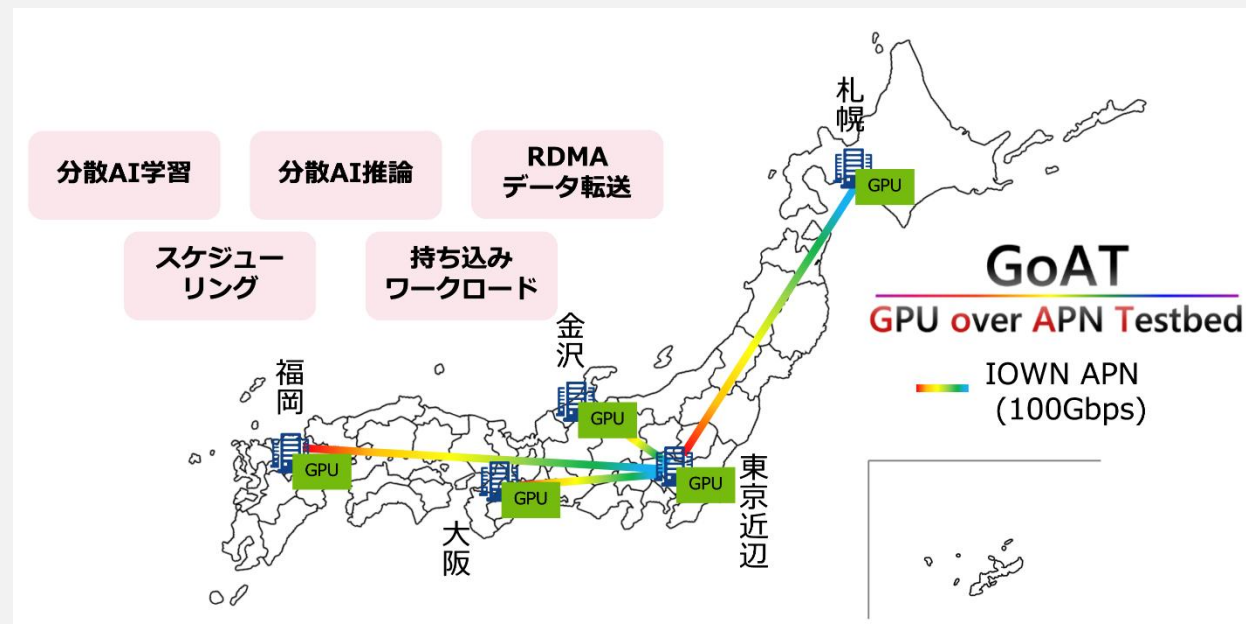 分散AI学習
分散AI推論
RDMA
データ転送
スケジュー
リング
持ち込み
ワークロード
札幌
GPU
GoAT
GPU over APN Testbed
IOWN APN
(100Gbps)
金沢
GPU
福岡
GPU
大阪
GPU
東京近辺
GPU